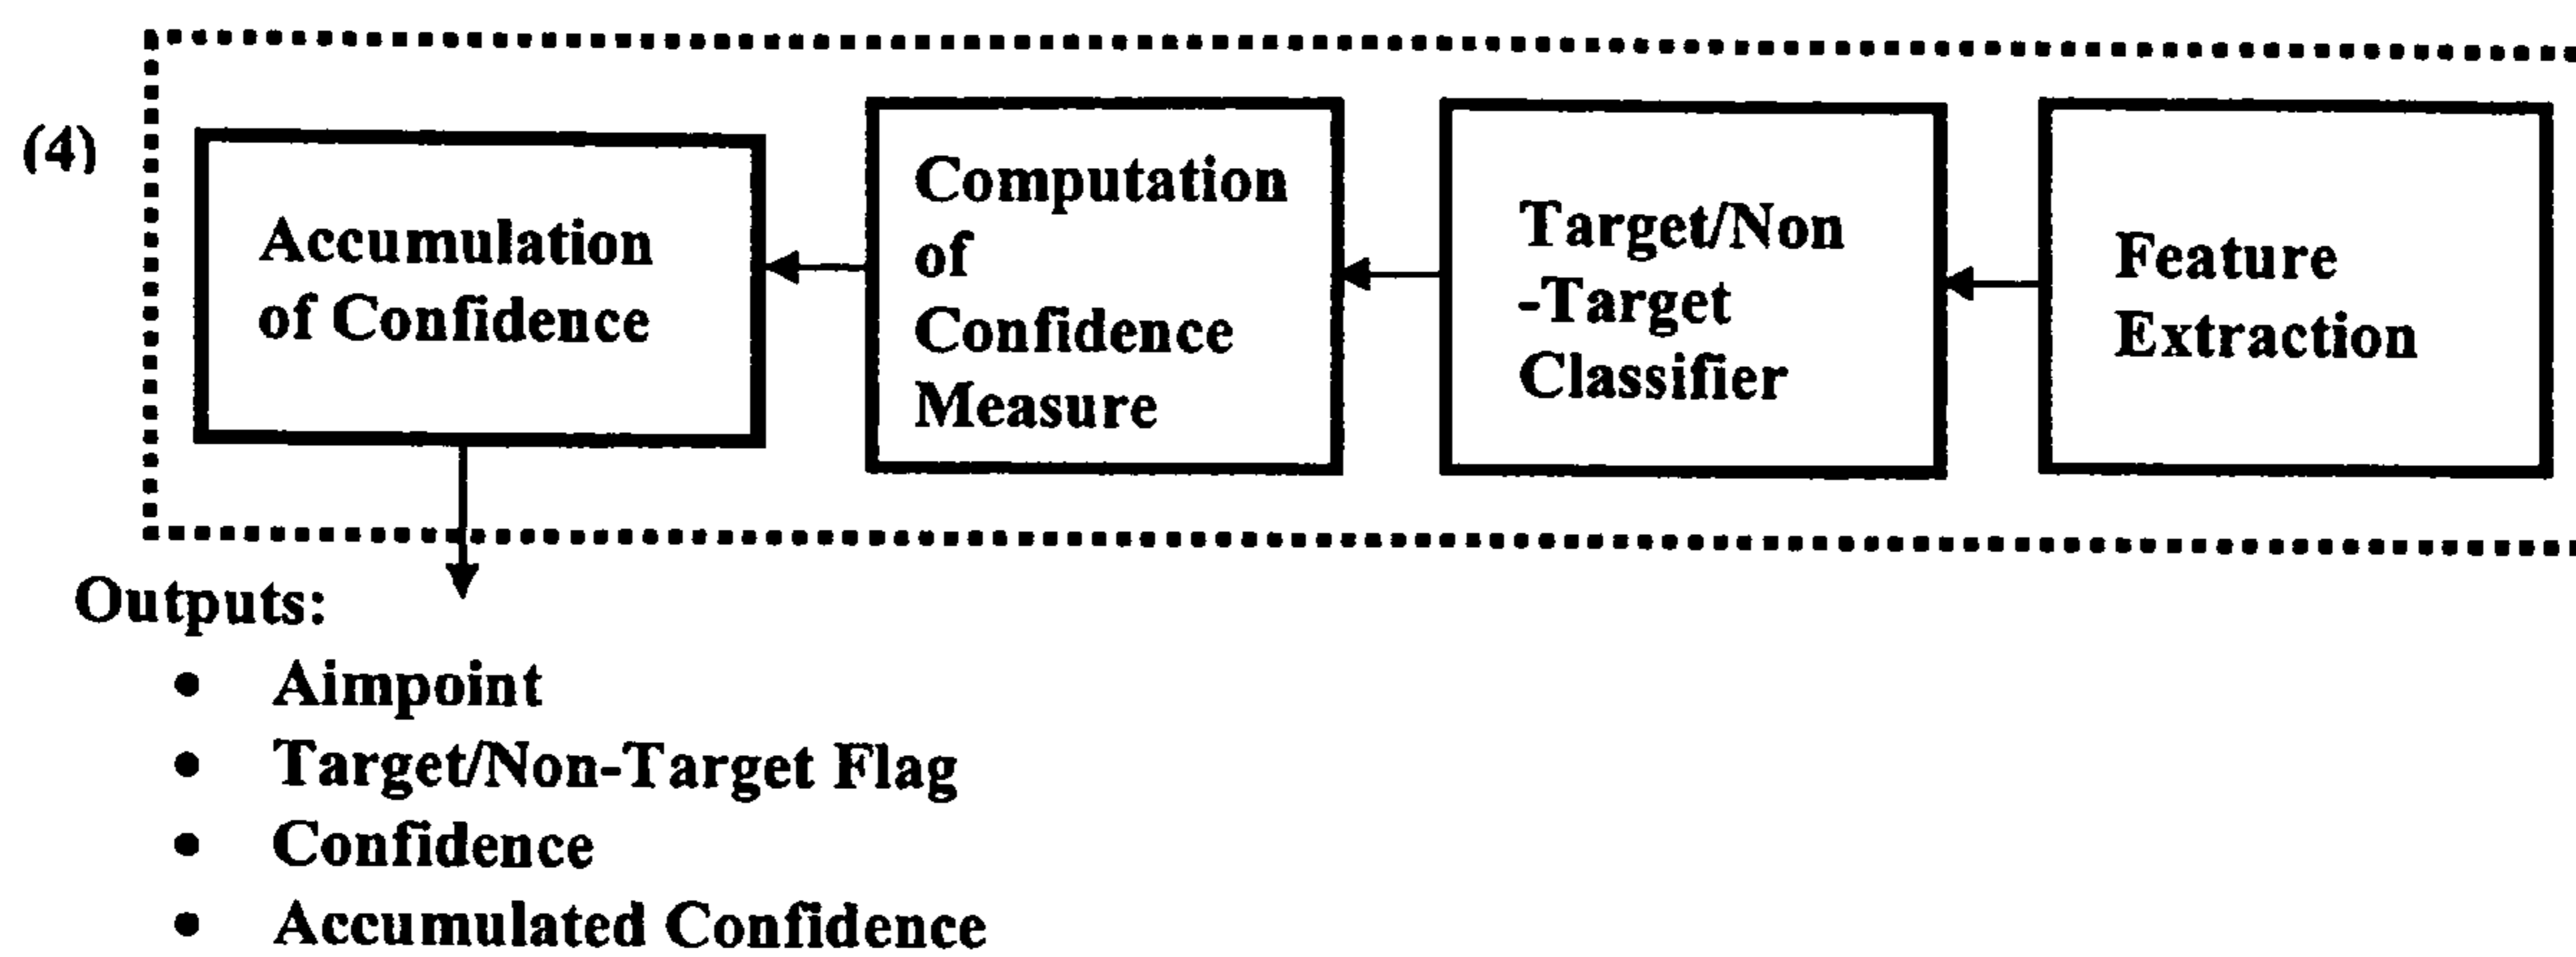 (4)
Accumulation
of Confidence
Computation
of
Confidence
Measure
Target/Non
-Target
Classifier
Feature
Extraction
Outputs:
• Aimpoint
• Target/Non-Target Flag
• Confidence
• Accumulated Confidence